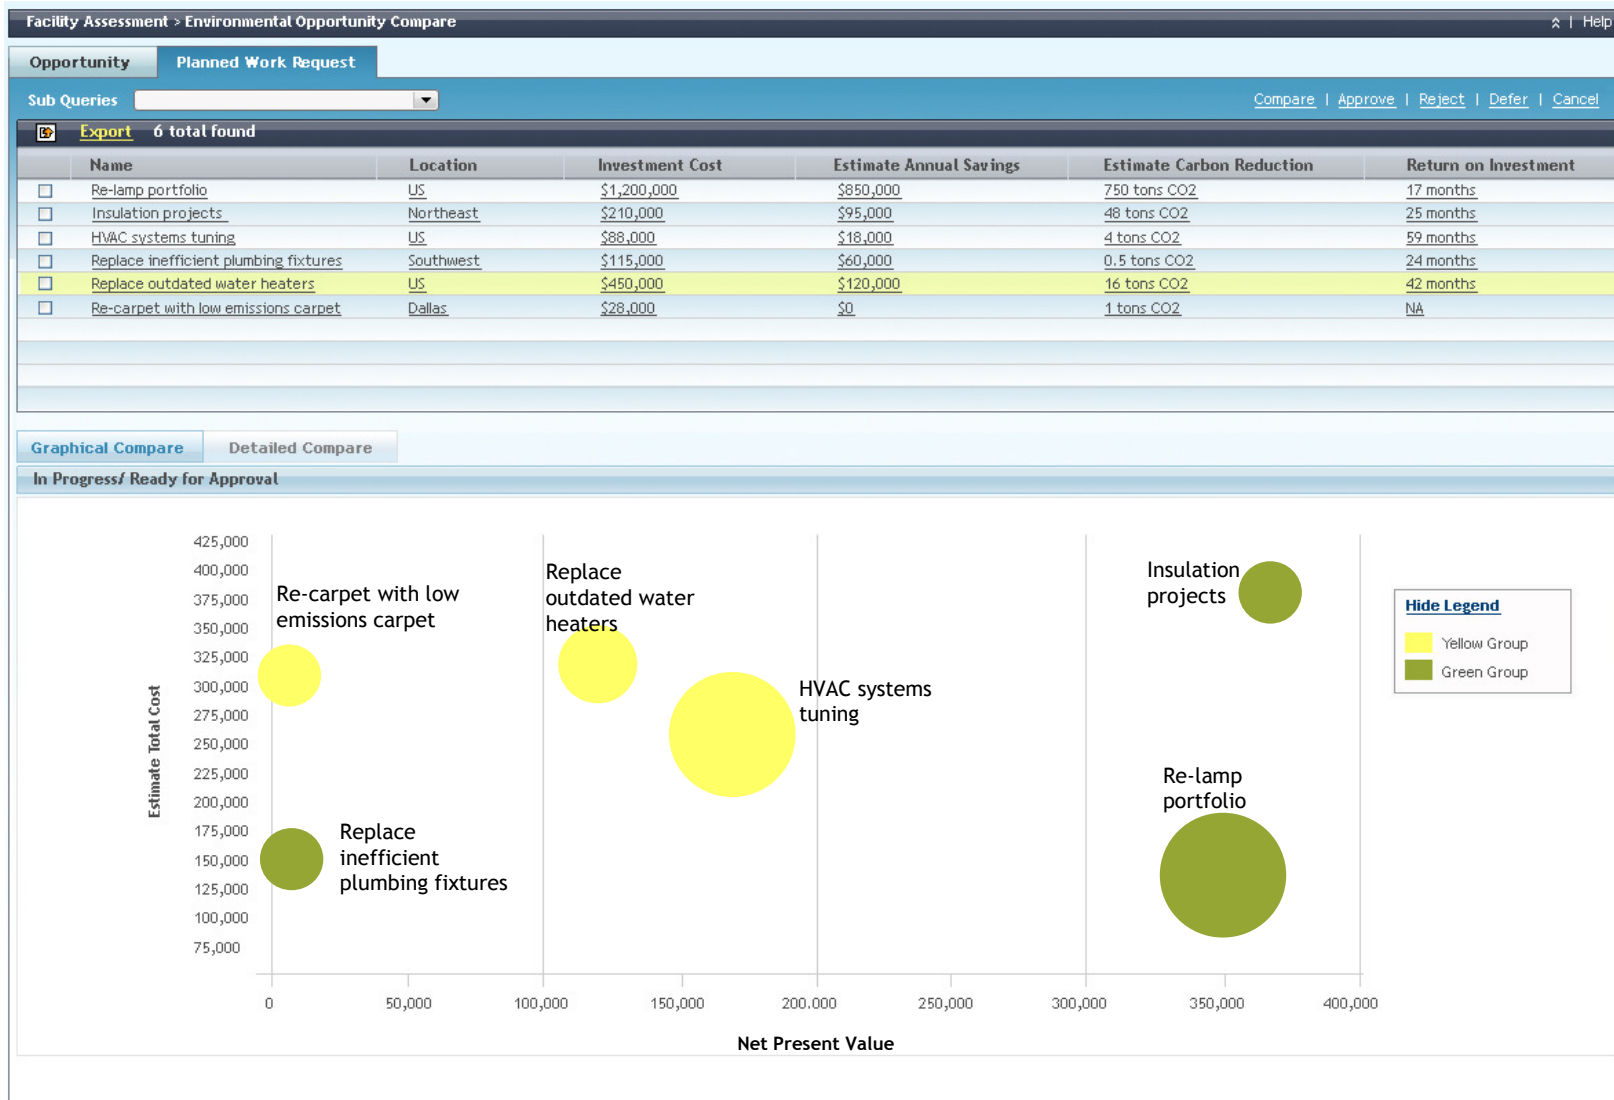 Facility Assessment > Environmental Opportunity Compare
| Help
Opportunity Planned Work Request
Sub Queries
Compare | Approve | Reject | Defer | Cancel
Export 6 total found
Name Location Investment Cost Estimate Annual Savings Estimate Carbon Reduction Return on Investment
Re-lamp portfolio US $1,200,000 $850,000 750 tons CO2 17 months
Insulation projects Northeast $210,000 $95,000 48 tons CO2 25 months
HVAC systems tuning US $88,000 $18,000 4 tons CO2 59 months
Replace inefficient plumbing fixtures Southwest $115,000 $60,000 0.5 tons CO2 24 months
Replace outdated water heaters US $450,000 $120,000 16 tons CO2 42 months
Re-carpet with low emissions carpet Dallas $28,000 $0 1 tons CO2 NA
Graphical Compare Detailed Compare
In Progress/ Ready for Approval
Estimate Total Cost
425,000
400,000
375,000
350,000
325,000
300,000
275,000
250,000
225,000
200,000
175,000
150,000
125,000
100,000
75,000
Re-carpet with low
emissions carpet
Replace
outdated water
heaters
HVAC systems
tuning
Insulation
projects
Re-lamp
portfolio
Replace
inefficient
plumbing fixtures
Hide Legend
Yellow Group
Green Group
0 50,000 100,000 150,000 200.000 250,000 300,000 350,000 400,000
Net Present Value